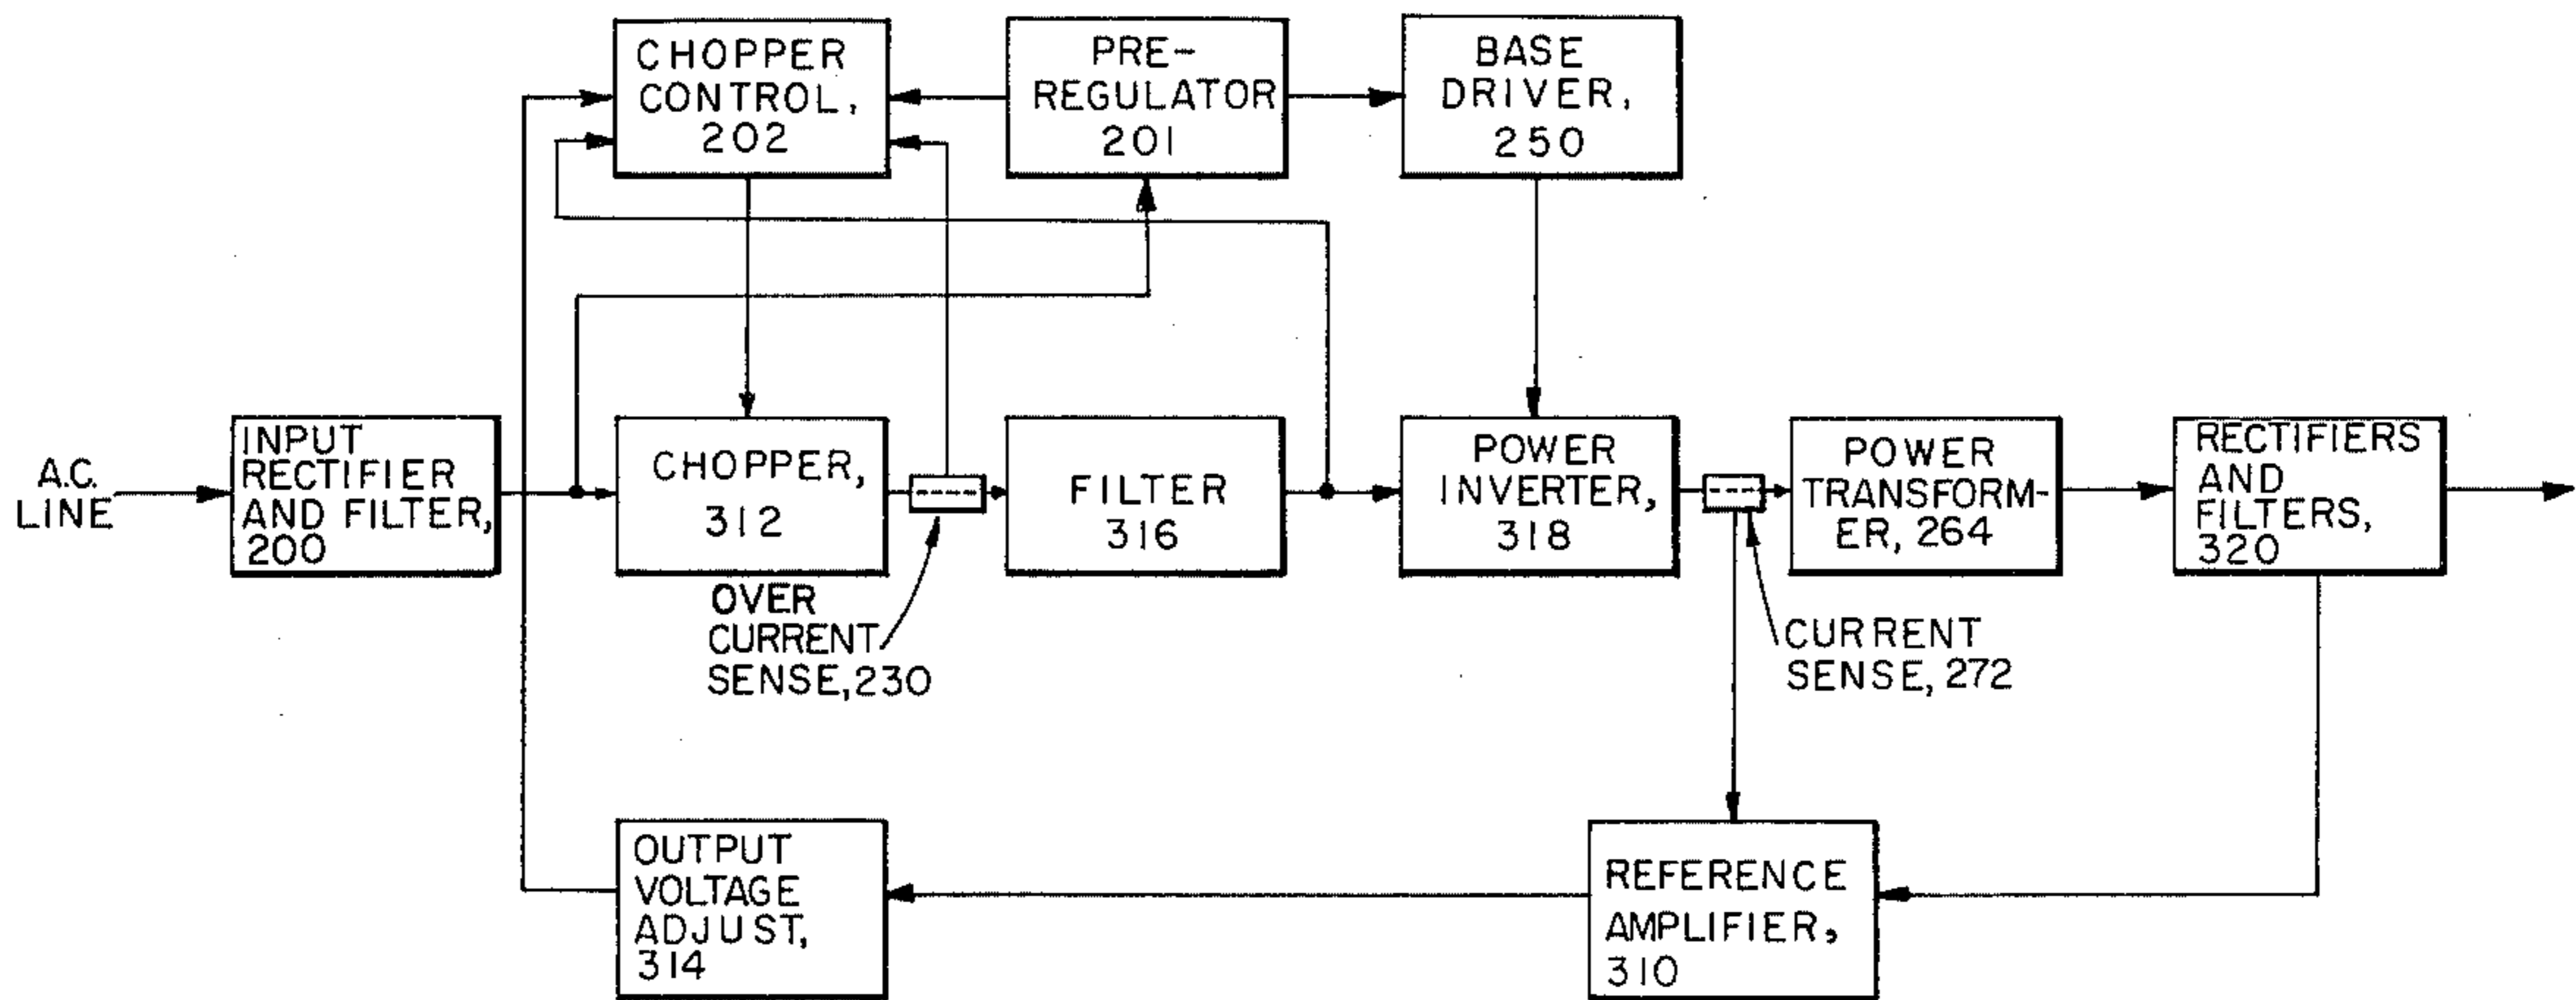 CHOPPER
CONTROL,
202
PRE-
REGULATOR
201
BASE
DRIVER,
250
A.C.
LINE
INPUT
RECTIFIER
AND FILTER,
200
CHOPPER,
312
FILTER
316
POWER
INVERTER,
318
POWER
TRANSFORM-
ER, 264
RECTIFIERS
AND
FILTERS,
320
OVER
CURRENT
SENSE, 230
CURRENT
SENSE, 272
OUTPUT
VOLTAGE
ADJUST,
314
REFERENCE
AMPLIFIER,
310